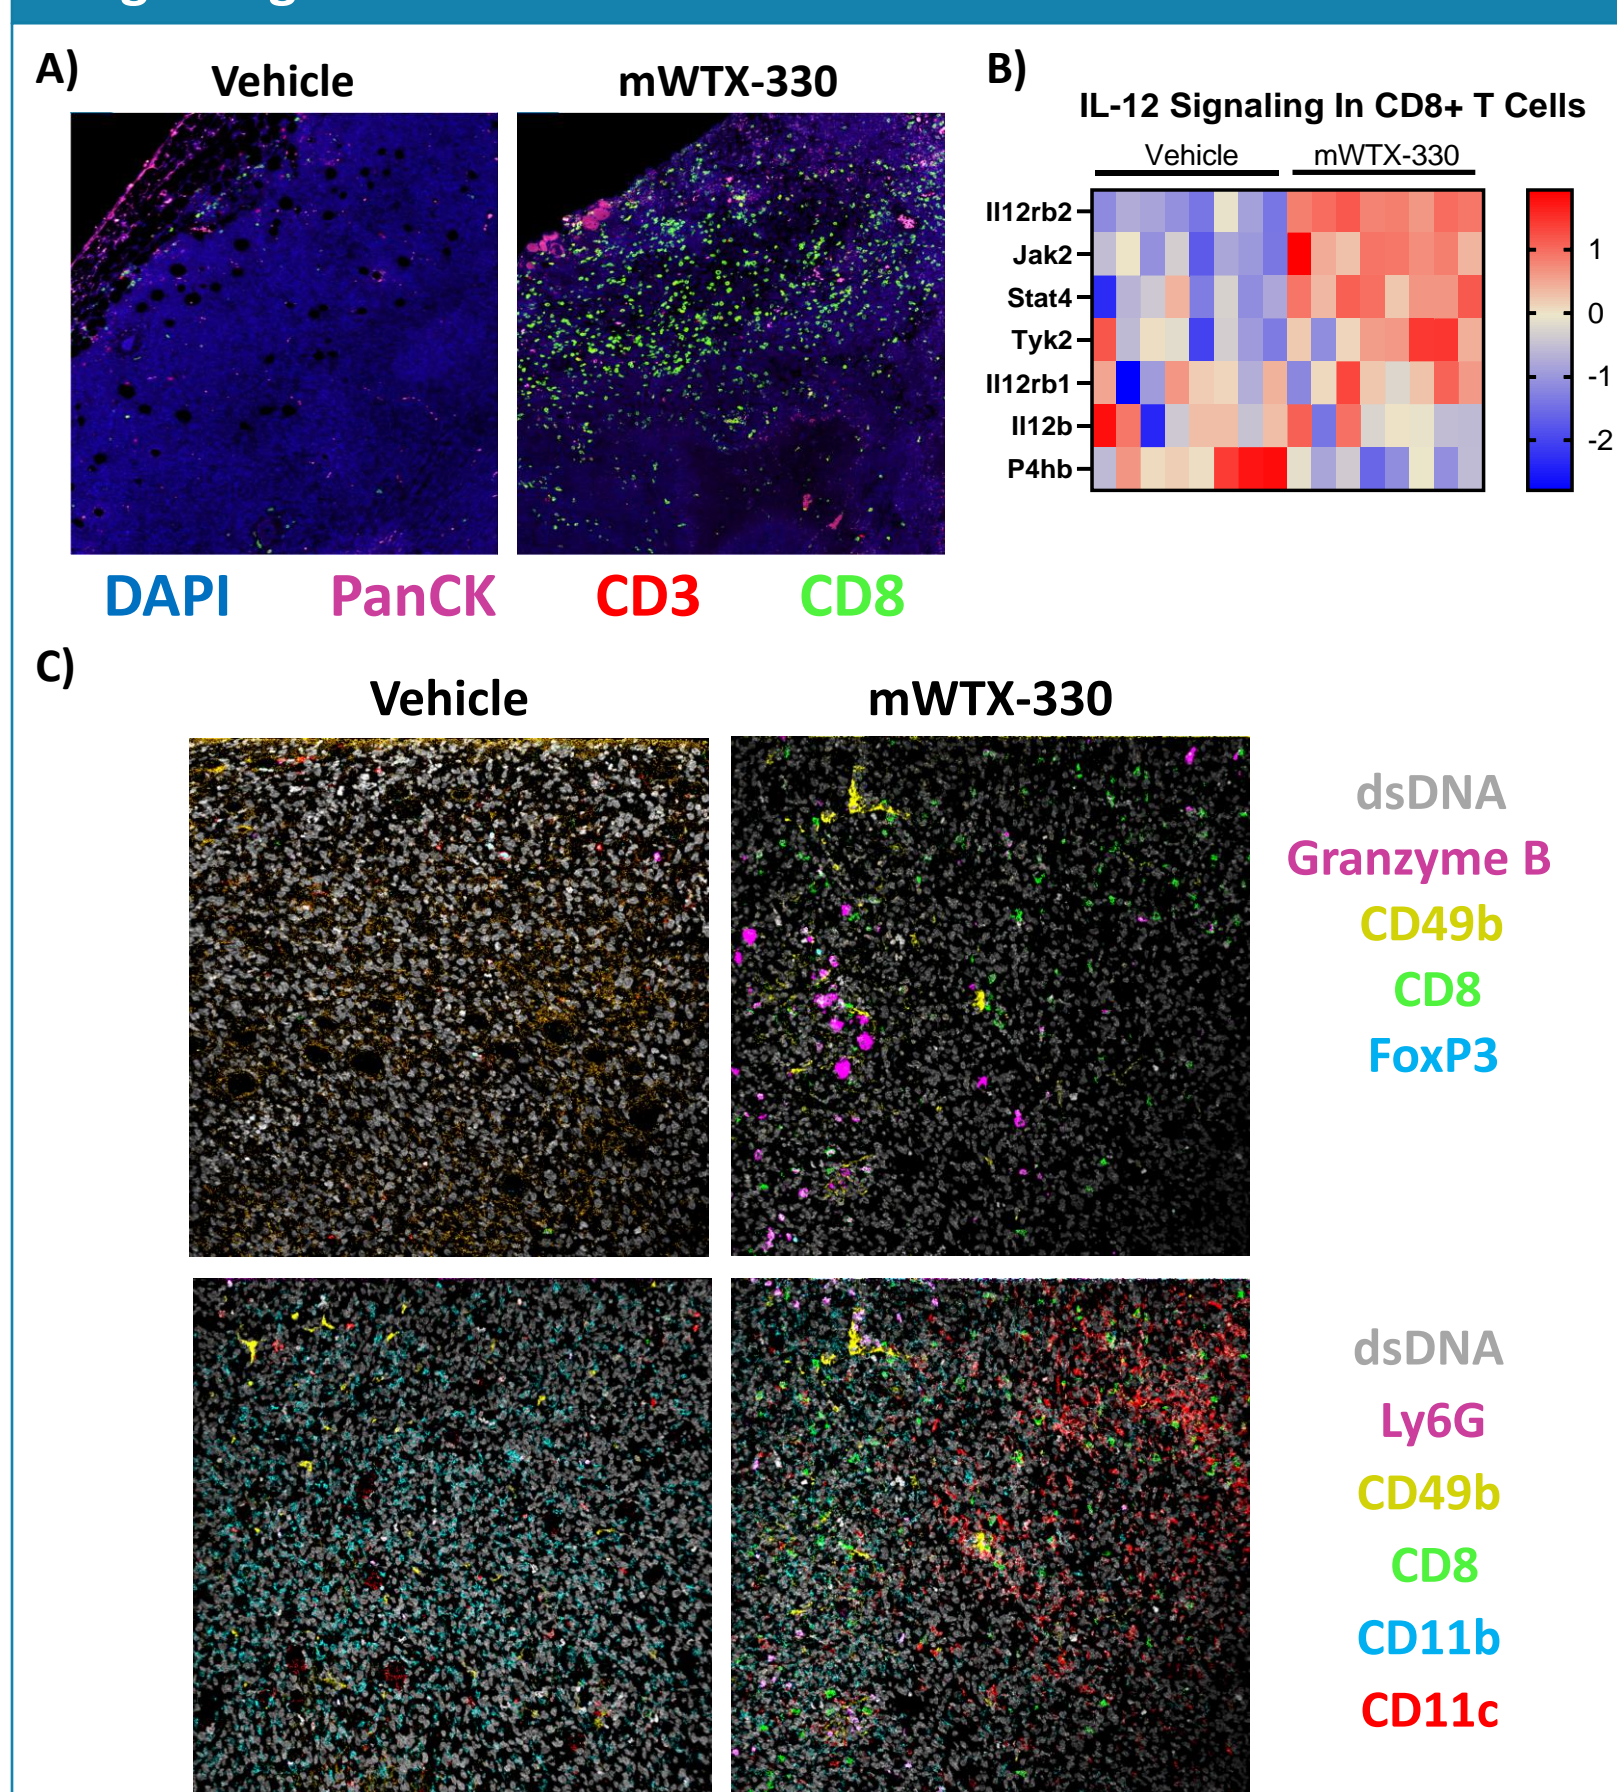 A)
Vehicle
mWTX-330
DAPI
PanCK
CD3
CD8
B)
IL-12 Signaling In CD8+ T Cells
Vehicle
mWTX-330
Il12rb2
Jak2
Stat4
Tyk2
Il12rb1
Il12b
P4hb
1
0
-1
-2
C)
Vehicle
mWTX-330
dsDNA
Granzyme B
CD49b
CD8
FoxP3
dsDNA
Ly6G
CD49b
CD8
CD11b
CD11c